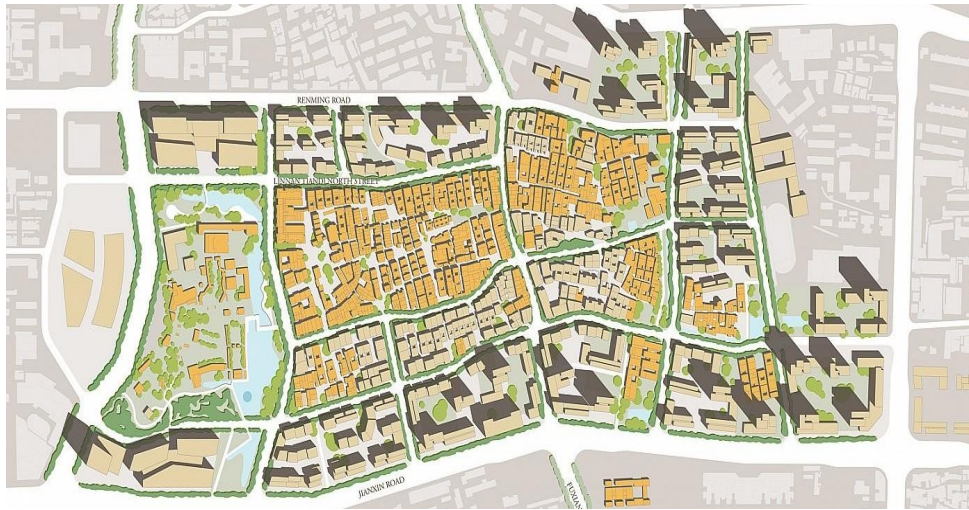 RENMING ROAD
LINNAN TIANDI NORTH STREET
JIANXIN ROAD
FUXIAN